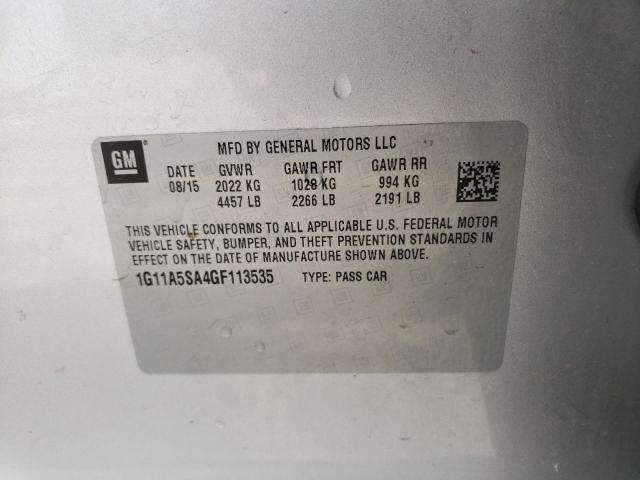 GM
MFD BY GENERAL MOTORS LLC
DATE GVWR GAWR FRT GAWR RR
08/15 2022 KG 1028 KG 994 KG
4457 LB 2266 LB 2191 LB
THIS VEHICLE CONFORMS TO ALL APPLICABLE U.S. FEDERAL MOTOR
VEHICLE SAFETY, BUMPER, AND THEFT PREVENTION STANDARDS IN
EFFECT ON THE DATE OF MANUFACTURE SHOWN ABOVE.
1G11A5SA4GF113535 TYPE: PASS CAR